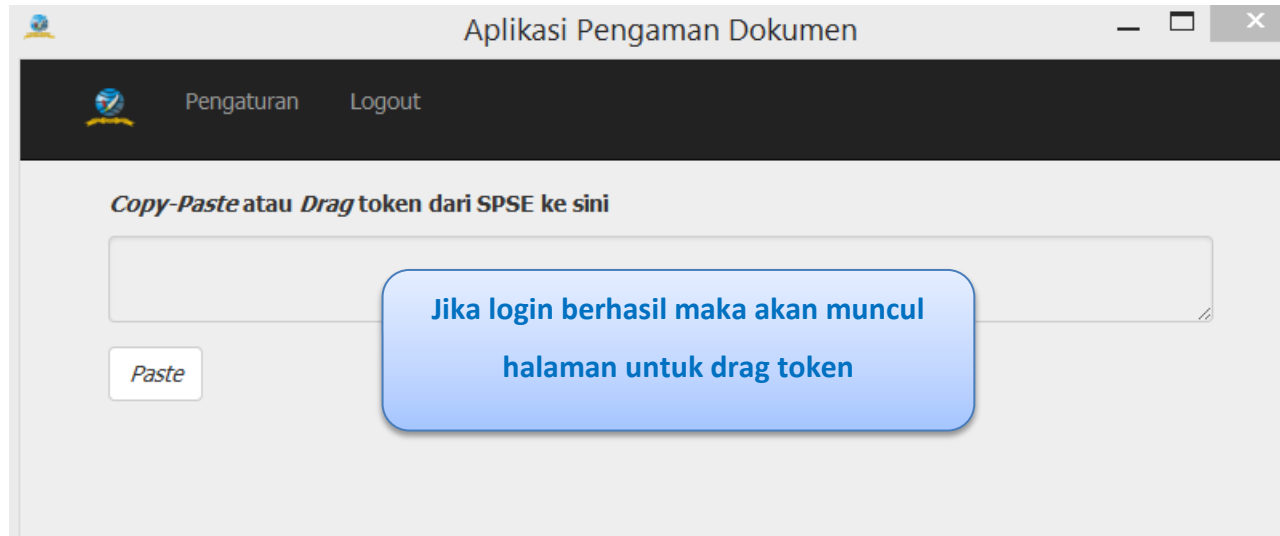 Aplikasi Pengaman Dokumen
Pengaturan Logout
Copy-Paste atau Drag token dari SPSE ke sini
Jika login berhasil maka akan muncul
halaman untuk drag token
Paste